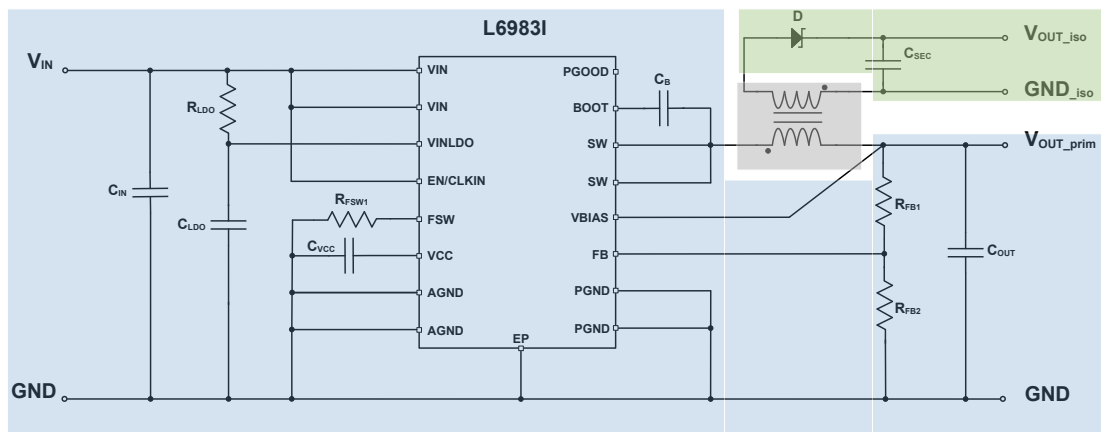 L6983I
D
VOUT_iso
CSEC
GND_iso
VIN
VIN
PGOOD
CB
RLDO
VIN
BOOT
VINLDO
SW
VOUT_prim
CIN
EN/CLKIN
SW
RFSW1
RFB1
CLDO
FSW
VBIAS
CVCC
VCC
FB
COUT
AGND
PGND
RFB2
AGND
PGND
EP
GND
GND